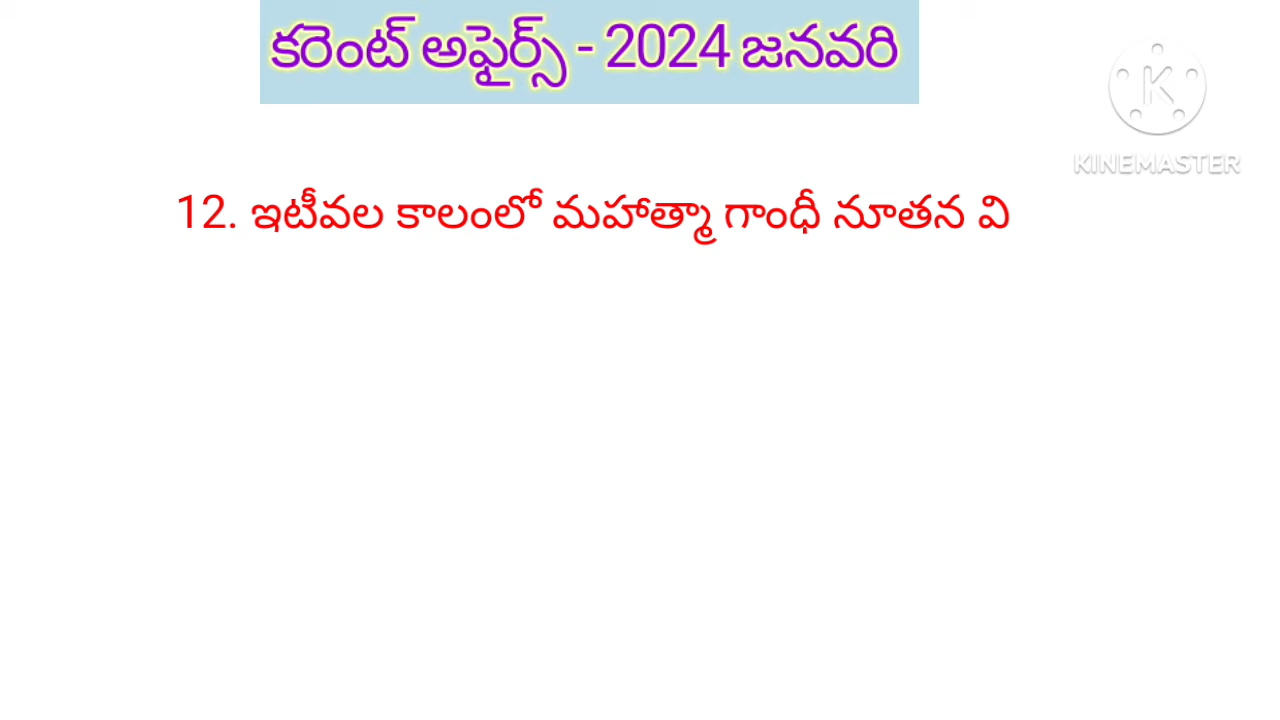 కరెంట్ అఫైర్స్ - 2024 జనవరి
KINEMASTER
12. ఇటీవల కాలంలో మహాత్మా గాంధీ నూతన వి